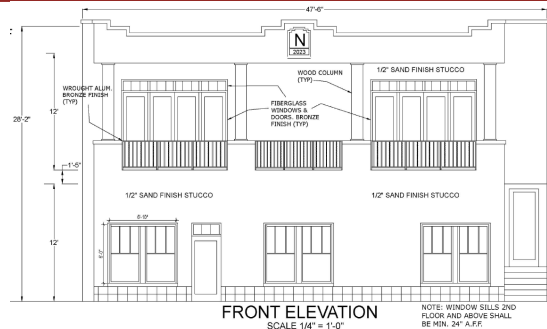 47'-6"
N
2023
1/2" SAND FINISH STUCCO
WOOD COLUMN
(TYP)
WROUGHT ALUM.
BRONZE FINISH
(TYP)
FIBERGLASS
WINDOWS &
DOORS. BRONZE
FINISH (TYP)
28'-2"
12'
1'-6"
1/2" SAND FINISH STUCCO
1/2" SAND FINISH STUCCO
6'-10"
12'
FRONT ELEVATION
SCALE 1/4" = 1'-0"
NOTE: WINDOW SILLS 2ND
FLOOR AND ABOVE SHALL
BE MIN. 24" A.F.F.